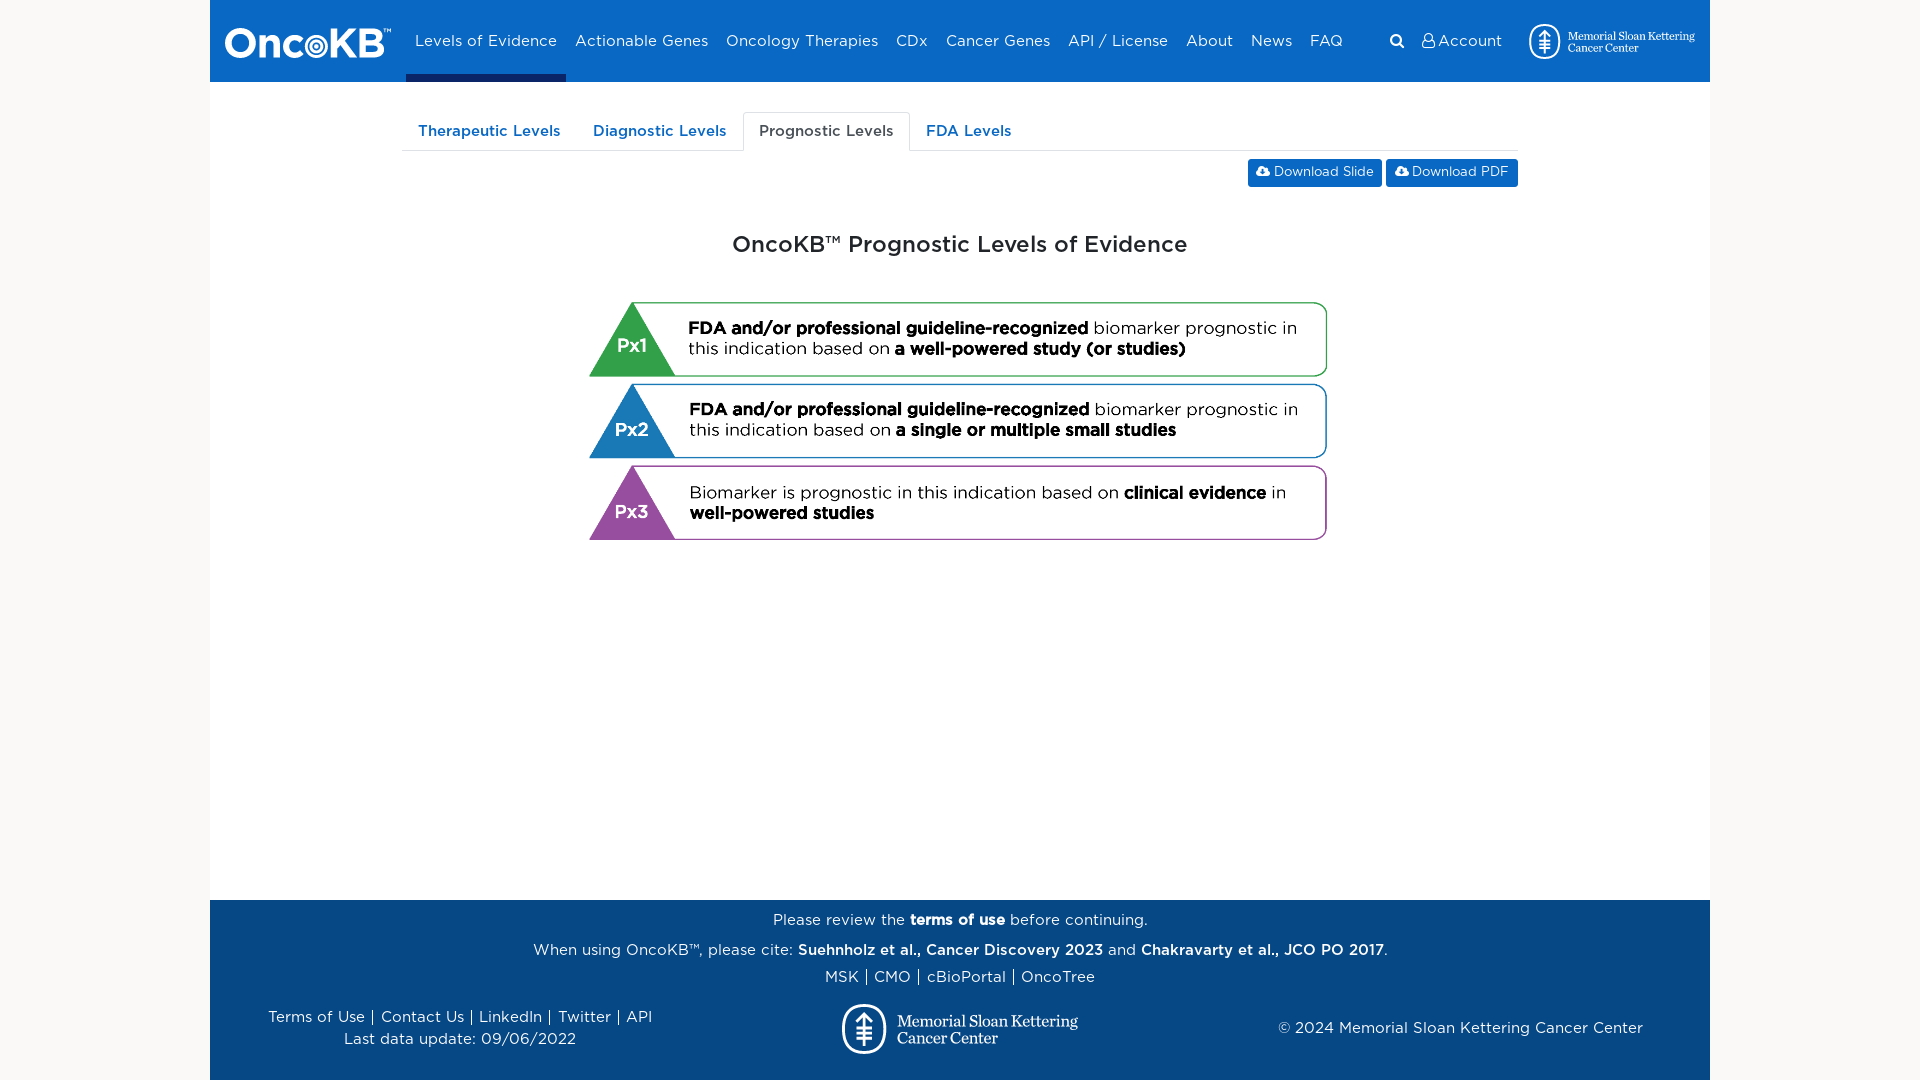 OncoKB™
Levels of Evidence
Actionable Genes
Oncology Therapies
CDx
Cancer Genes
API / License
About
News
FAQ
Account
Memorial Sloan Kettering
Cancer Center
Therapeutic Levels
Diagnostic Levels
Prognostic Levels
FDA Levels
Download Slide
Download PDF
OncoKB™ Prognostic Levels of Evidence
Px1
FDA and/or professional guideline-recognized biomarker prognostic in
this indication based on a well-powered study (or studies)
Px2
FDA and/or professional guideline-recognized biomarker prognostic in
this indication based on a single or multiple small studies
Px3
Biomarker is prognostic in this indication based on clinical evidence in
well-powered studies
Please review the terms of use before continuing.
When using OncoKB™, please cite: Suehnholz et al., Cancer Discovery 2023 and Chakravarty et al., JCO PO 2017.
MSK | CMO | cBioPortal | OncoTree
Terms of Use | Contact Us | LinkedIn | Twitter | API
Last data update: 09/06/2022
Memorial Sloan Kettering
Cancer Center
© 2024 Memorial Sloan Kettering Cancer Center